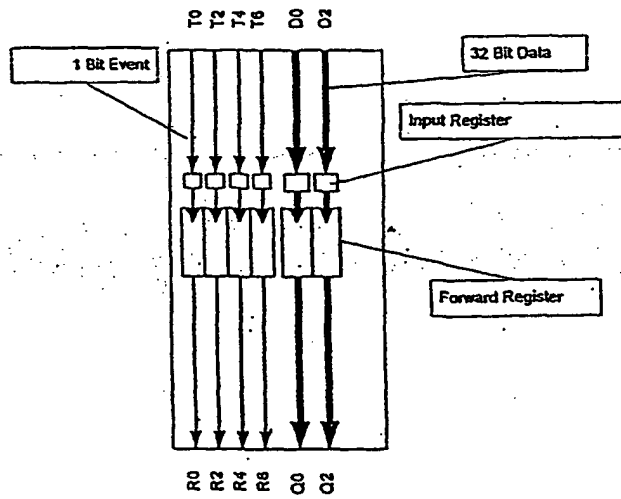 T0 T2 T4 T6 D0 D2
1 Bit Event
32 Bit Data
Input Register
Forward Register
R0 R2 R4 R6 Q0 Q2